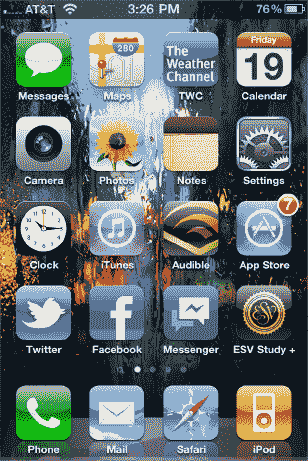 AT&T 3:26 PM 76%
280
The
Weather
Channel
Friday
19
Messages Maps TWC Calendar
Camera Photos Notes Settings
7
Clock iTunes Audible App Store
ESV
Twitter Facebook Messenger ESV Study +
Phone Mail Safari iPod